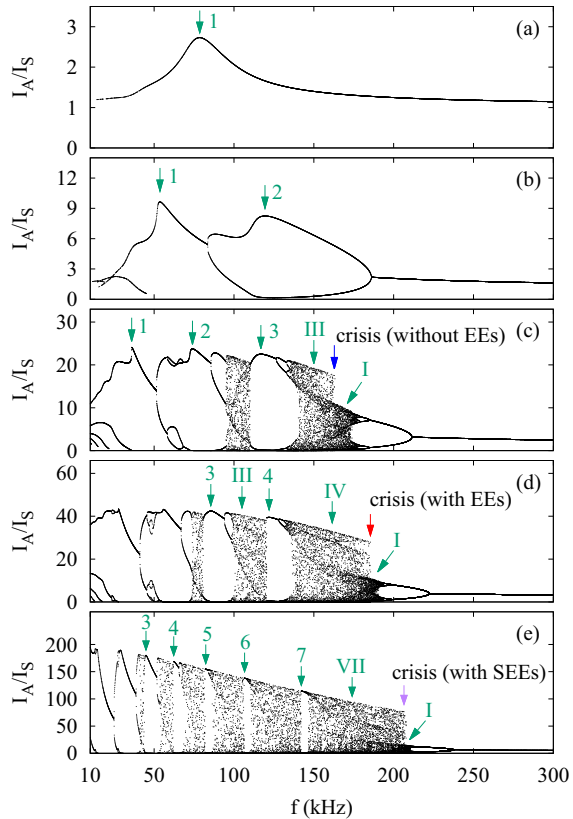 3
2
1
0
I_A/I_S
1
(a)
12
9
6
3
0
I_A/I_S
1
2
(b)
30
20
10
0
I_A/I_S
1
2
3
III
crisis (without EEs)
I
(c)
60
40
20
0
I_A/I_S
3
III
4
IV
crisis (with EEs)
I
(d)
200
150
100
50
0
I_A/I_S
3
4
5
6
7
VII
crisis (with SEEs)
I
(e)
10 50 100 150 200 250 300
f (kHz)